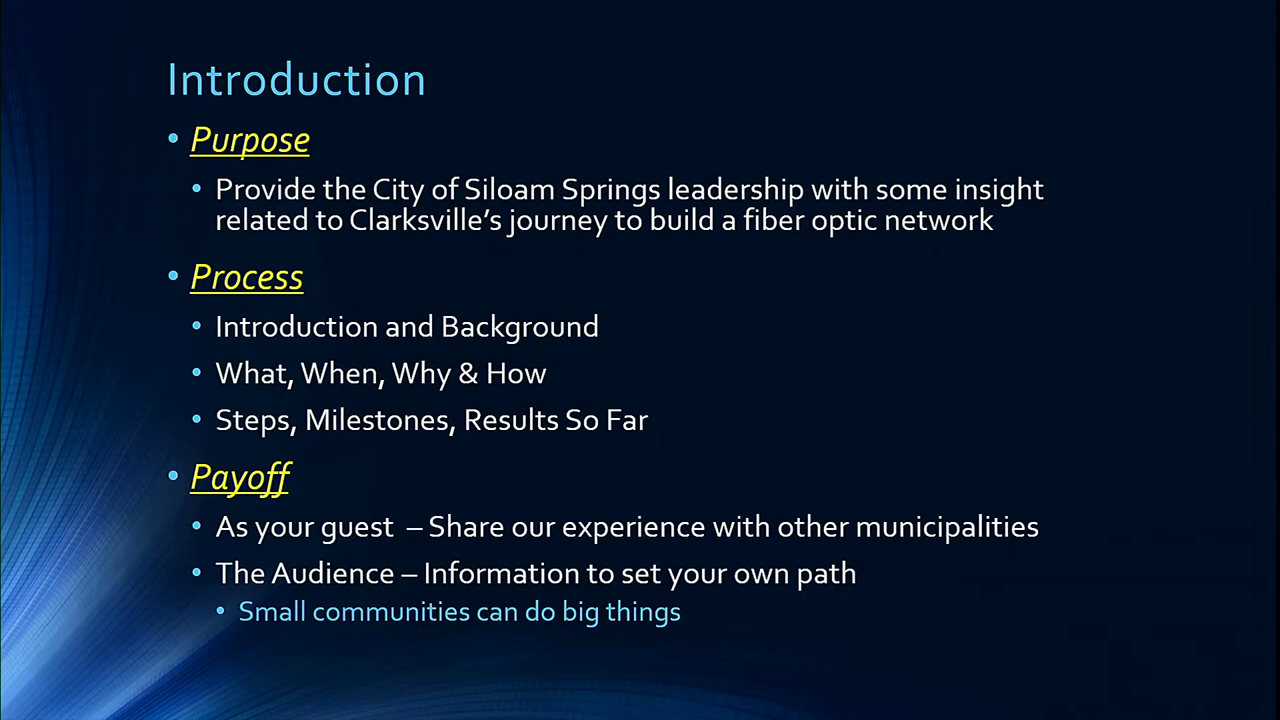 Introduction
• Purpose
• Provide the City of Siloam Springs leadership with some insight
related to Clarksville’s journey to build a fiber optic network
• Process
• Introduction and Background
• What, When, Why & How
• Steps, Milestones, Results So Far
• Payoff
• As your guest – Share our experience with other municipalities
• The Audience – Information to set your own path
• Small communities can do big things